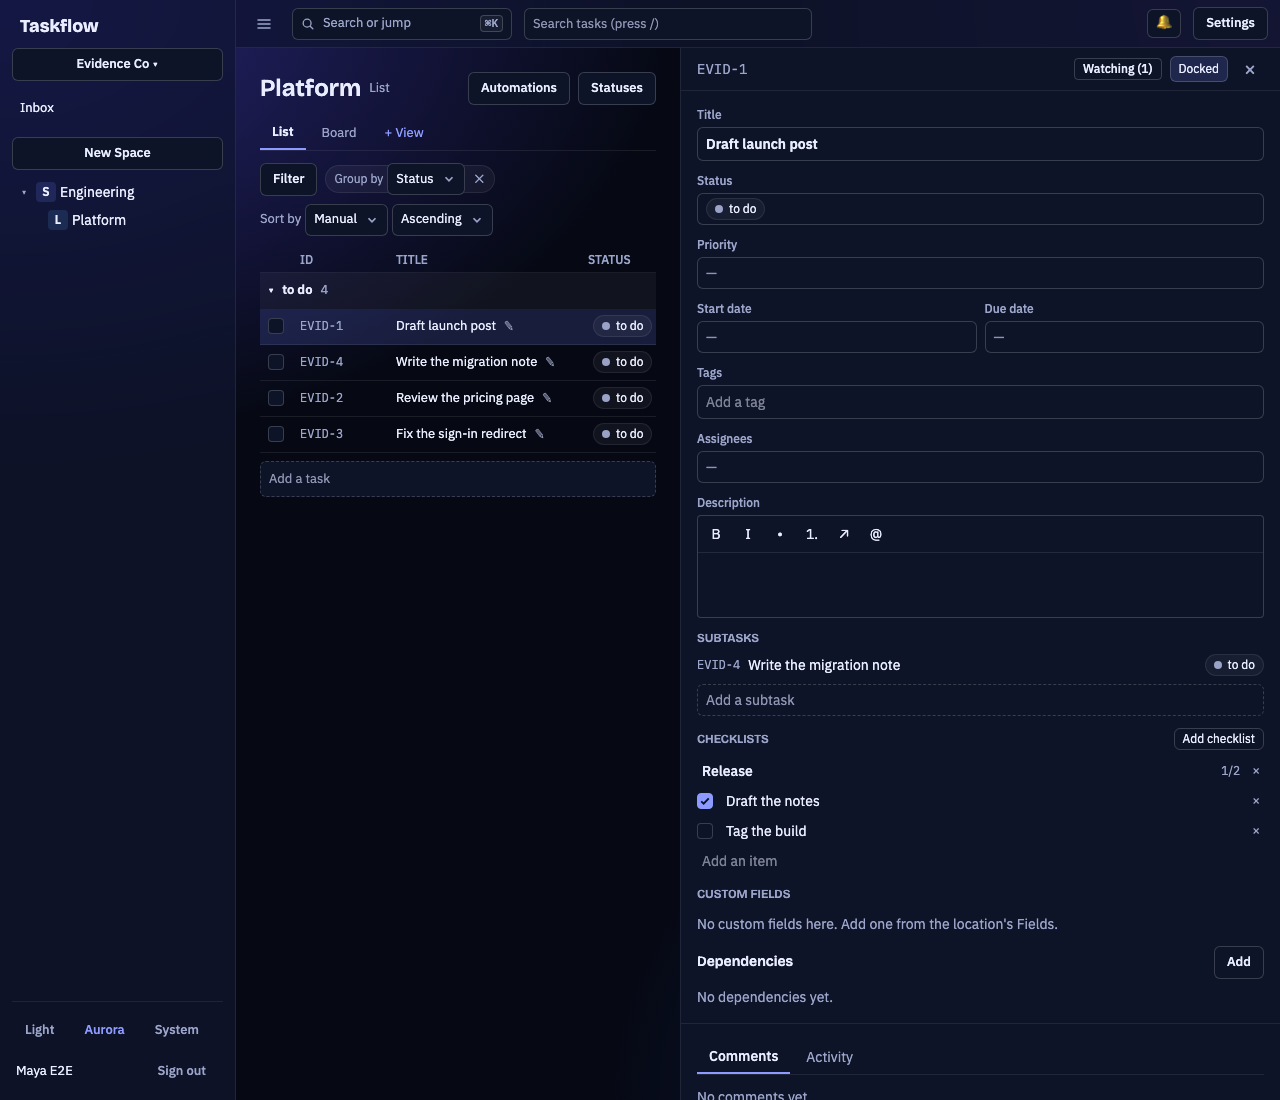 Taskflow
Evidence Co ▾
Inbox
New Space
▾ S Engineering
L Platform
Light Aurora System
Maya E2E Sign out
Search or jump ⌘K
Search tasks (press /)
Settings
Platform List
Automations Statuses
List Board + View
Filter Group by Status ×
Sort by Manual Ascending
ID TITLE STATUS
▾ to do 4
EVID-1 Draft launch post ✎ to do
EVID-4 Write the migration note ✎ to do
EVID-2 Review the pricing page ✎ to do
EVID-3 Fix the sign-in redirect ✎ to do
Add a task
EVID-1 Watching (1) Docked ×
Title
Draft launch post
Status
to do
Priority
—
Start date Due date
— —
Tags
Add a tag
Assignees
—
Description
B I • 1. ↗ @
SUBTASKS
EVID-4 Write the migration note to do
Add a subtask
CHECKLISTS Add checklist
Release 1/2 ×
Draft the notes ×
Tag the build ×
Add an item
CUSTOM FIELDS
No custom fields here. Add one from the location's Fields.
Dependencies Add
No dependencies yet.
Comments Activity
No comments yet